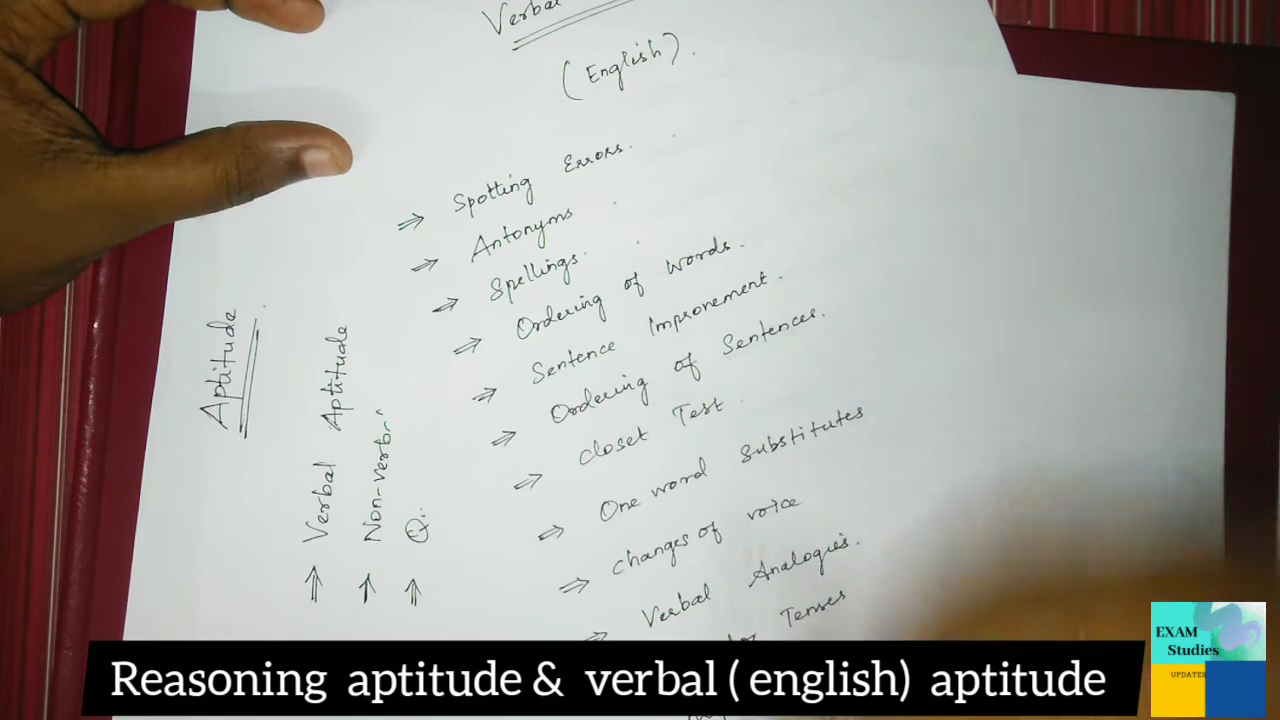 Verbal
(English).
⇒ Spotting Errors.
⇒ Antonyms.
⇒ Spellings.
⇒ Ordering of words.
⇒ Sentence Improvement.
⇒ Ordering of Sentences.
⇒ closet Test.
⇒ One word substitutes
⇒ changes of voice
⇒ Verbal Analogies.
Tenses
Aptitude.
⇒ Verbal Aptitude
→ Non-verb
⇒ Q.
Reasoning aptitude & verbal ( english) aptitude
EXAM
Studies
UPDATES